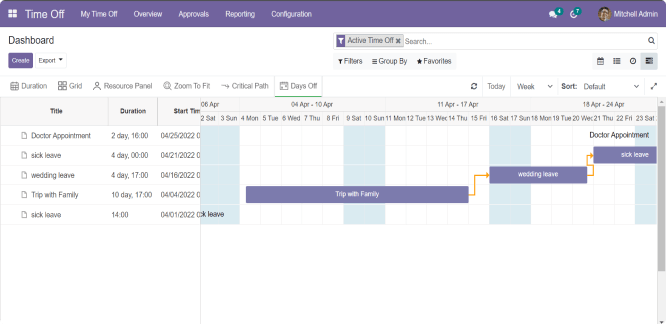 Time Off My Time Off Overview Approvals Reporting Configuration 4 7 Mitchell Admin
Dashboard
Active Time Off Search...
Create Export
Filters Group By Favorites
Duration Grid Resource Panel Zoom To Fit Critical Path Days Off Today Week Sort: Default
Title Duration Start Tim 06 Apr 04 Apr - 10 Apr 11 Apr - 17 Apr 18 Apr - 24 Apr
2 Sat 3 Sun 4 Mon 5 Tue 6 Wed 7 Thu 8 Fri 9 Sat 10 Sun 11 Mon 12 Tue 13 Wed 14 Thu 15 Fri 16 Sat 17 Sun 18 Mon 19 Tue 20 Wed 21 Thu 22 Fri 23 Sat
Doctor Appointment 2 day, 16:00 04/25/2022 0 Doctor Appointment
sick leave 4 day, 00:00 04/21/2022 0 sick leave
wedding leave 4 day, 17:00 04/16/2022 0 wedding leave
Trip with Family 10 day, 17:00 04/04/2022 0 Trip with Family
sick leave 14:00 04/01/2022 0 ck leave